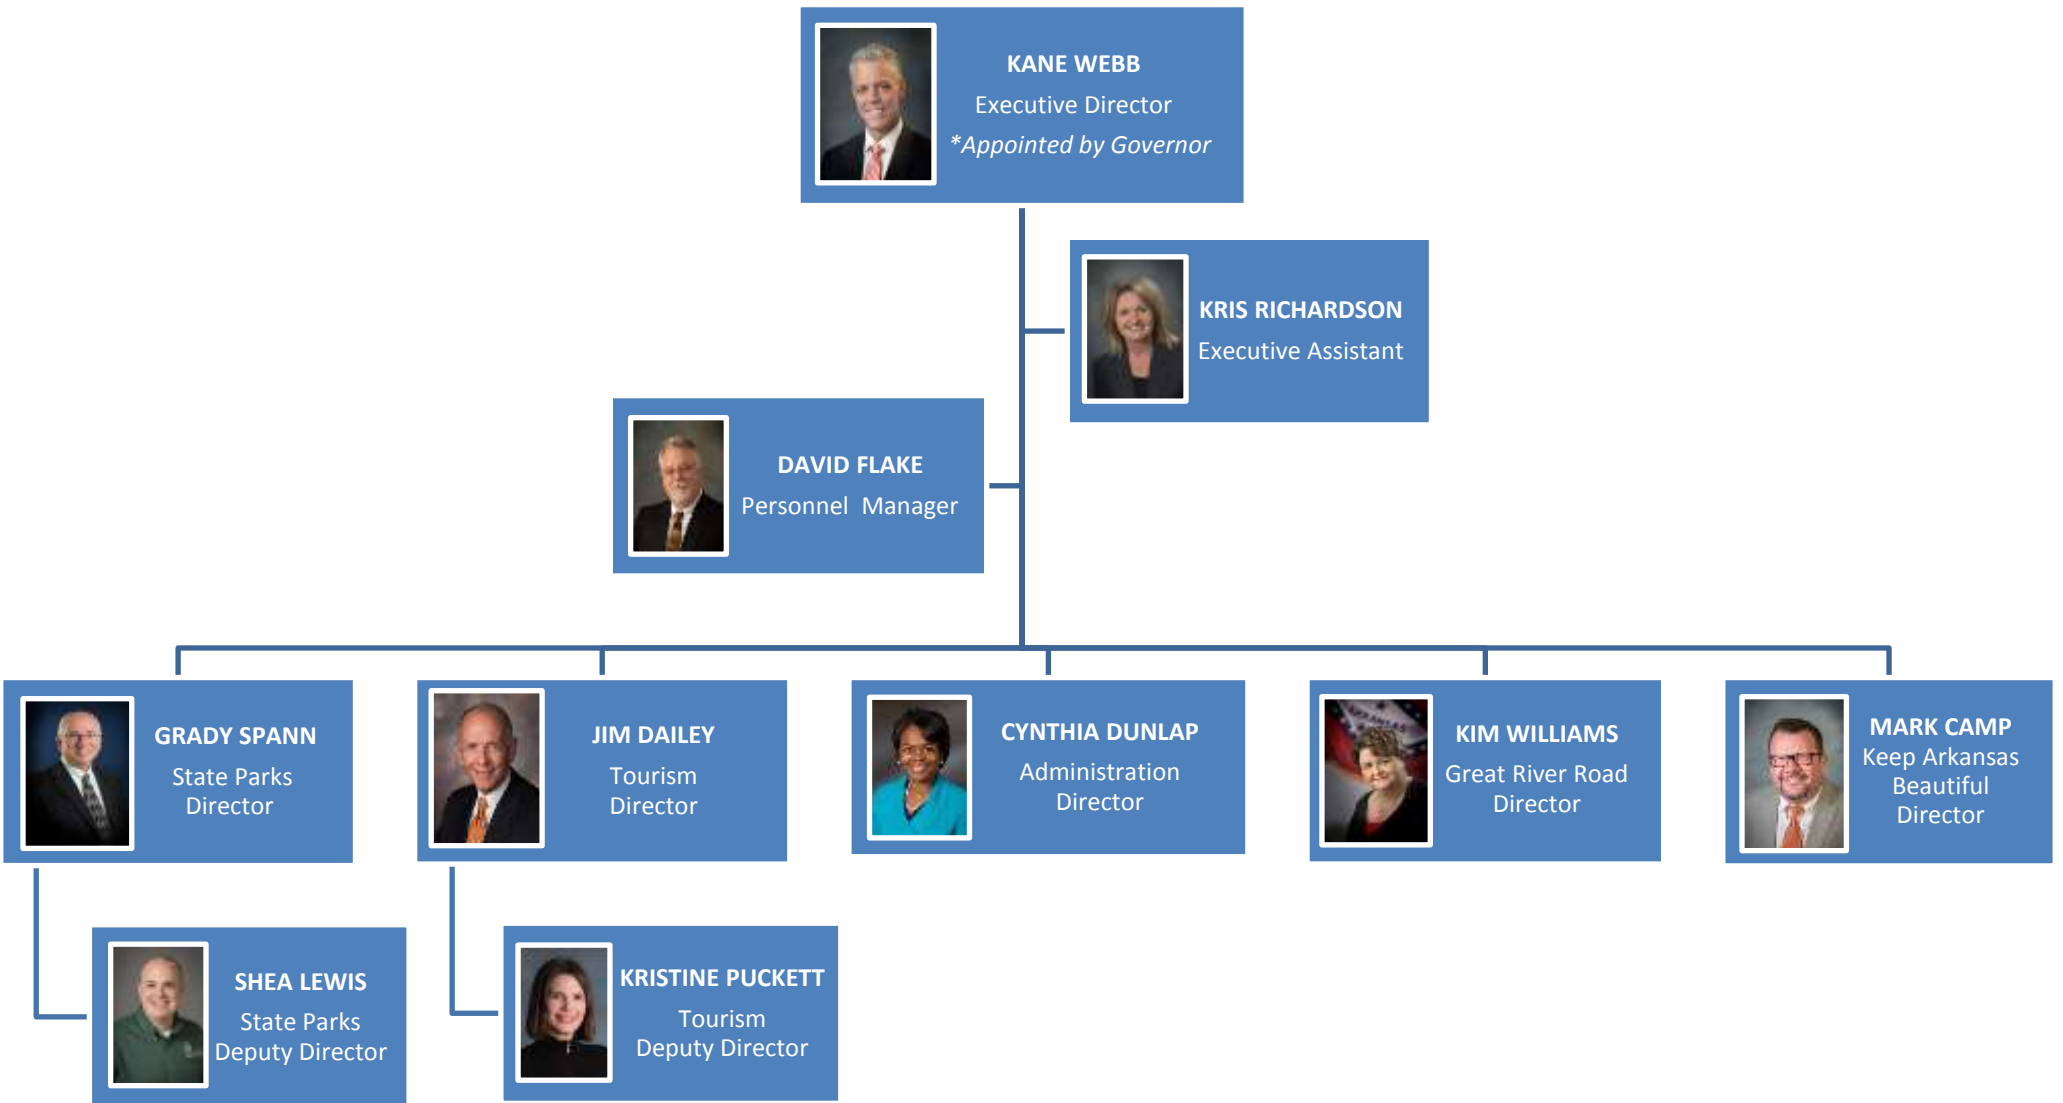 KANE WEBB
Executive Director
*Appointed by Governor
KRIS RICHARDSON
Executive Assistant
DAVID FLAKE
Personnel Manager
GRADY SPANN
State Parks
Director
JIM DAILEY
Tourism
Director
CYNTHIA DUNLAP
Administration
Director
KIM WILLIAMS
Great River Road
Director
MARK CAMP
Keep Arkansas
Beautiful
Director
SHEA LEWIS
State Parks
Deputy Director
KRISTINE PUCKETT
Tourism
Deputy Director